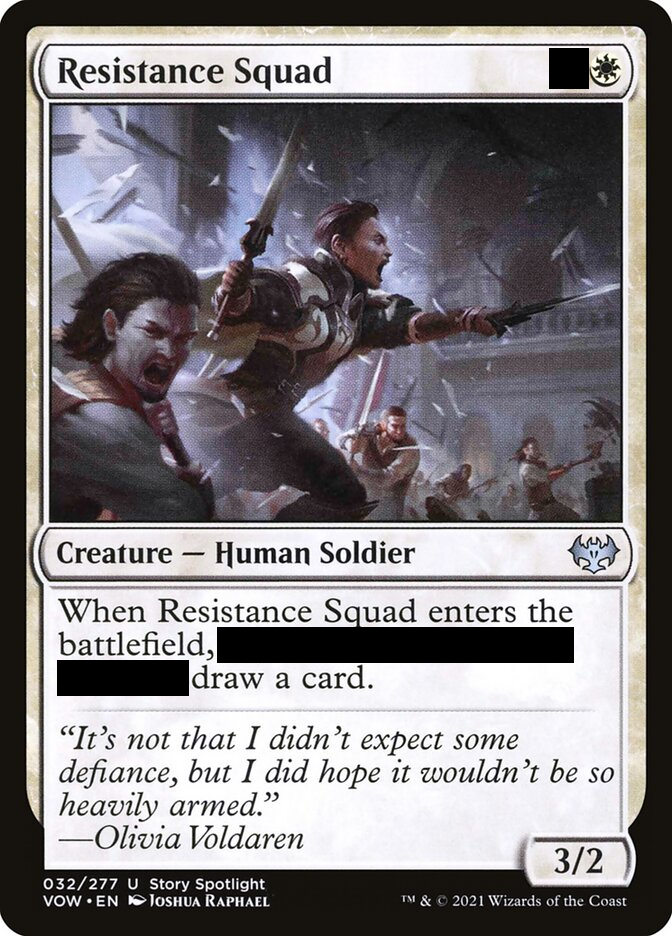 Resistance Squad
Creature — Human Soldier
When Resistance Squad enters the
battlefield,
draw a card.
“It’s not that I didn’t expect some
defiance, but I did hope it wouldn’t be so
heavily armed.”
—Olivia Voldaren
3/2
032/277 U Story Spotlight
VOW • EN Joshua Raphael
™ & © 2021 Wizards of the Coast